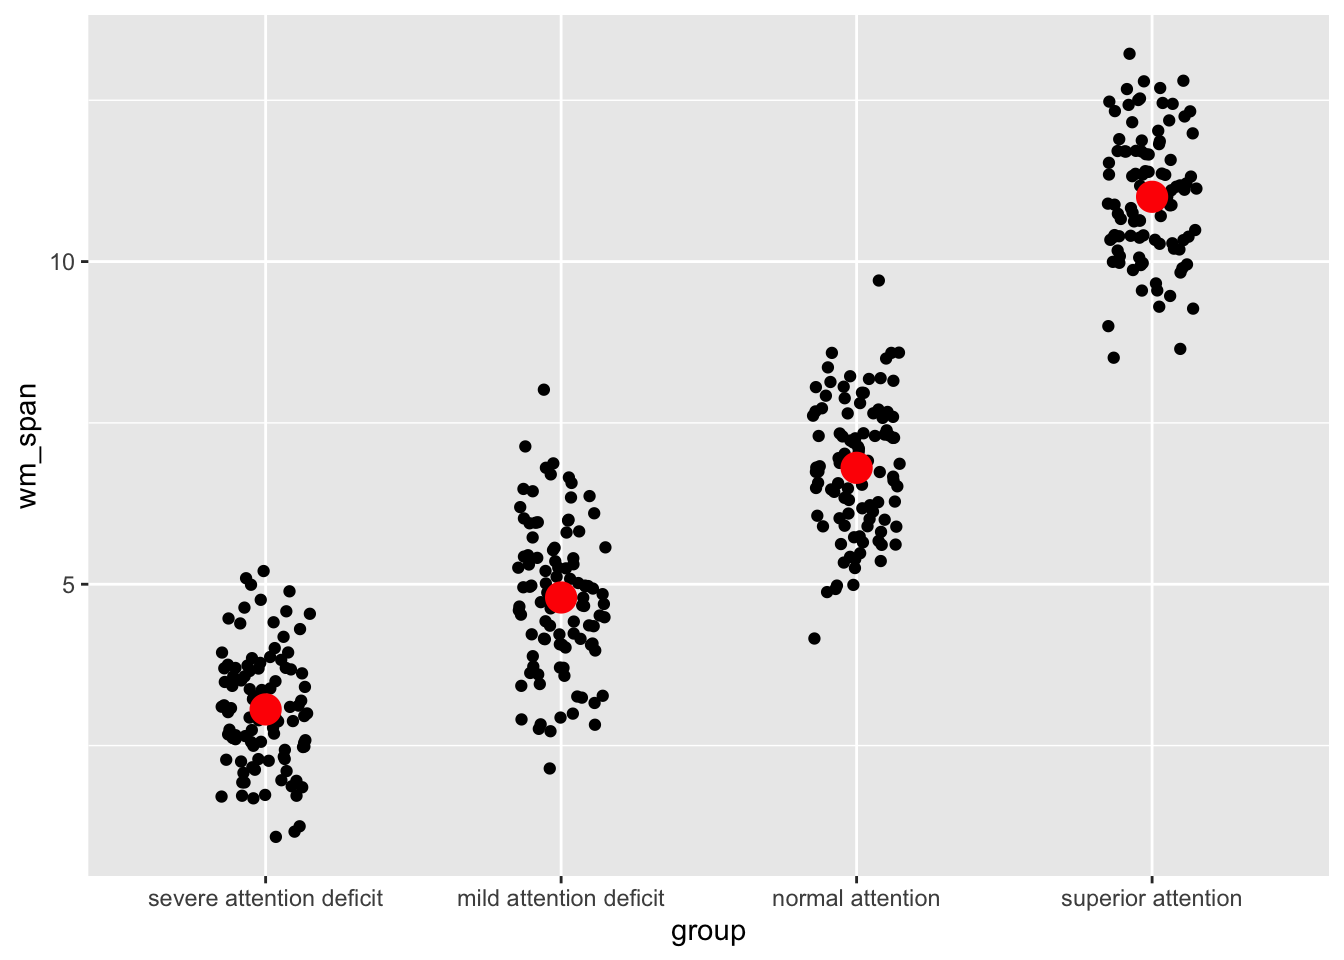 wm_span
10
5
severe attention deficit
mild attention deficit
normal attention
superior attention
group